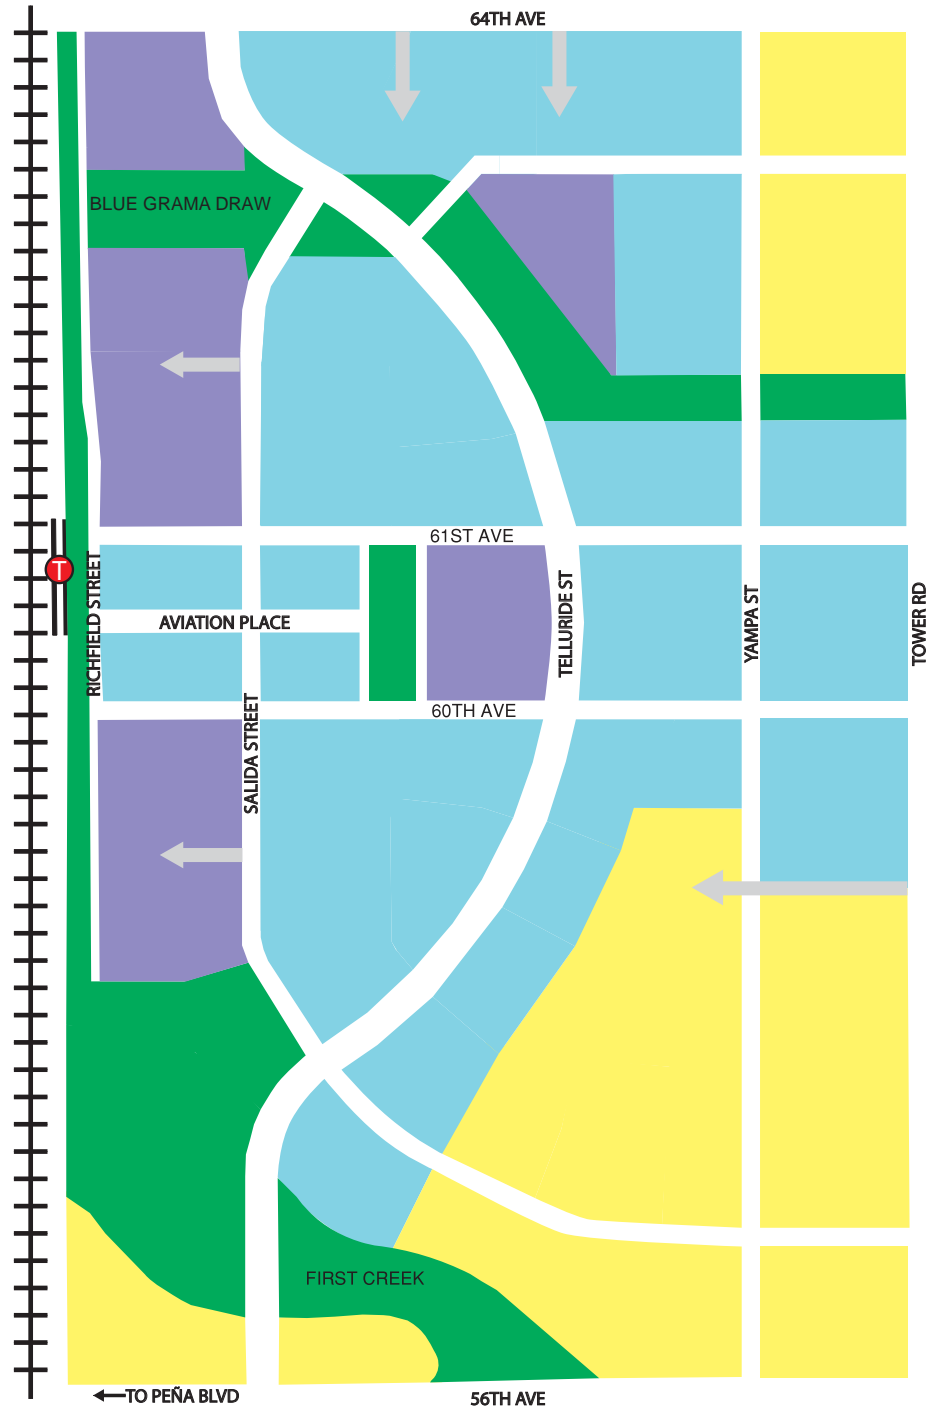 64TH AVE
BLUE GRAMA DRAW
61ST AVE
T
RICHFIELD STREET
AVIATION PLACE
TELLURIDE ST
YAMPA ST
TOWER RD
SALIDA STREET
60TH AVE
FIRST CREEK
TO PEÑA BLVD
56TH AVE